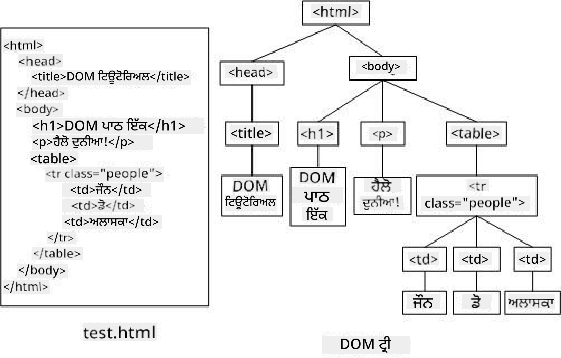 <html>
<head>
<title>DOM ਟਿਊਟੋਰਿਅਲ</title>
</head>
<body>
<h1>DOM ਪਾਠ ਇੱਕ</h1>
<p>ਹੈਲੋ ਦੁਨੀਆ!</p>
<table>
<tr class="people">
<td>ਜੌਨ</td>
<td>ਡੋ</td>
<td>ਅਲਾਸਕਾ</td>
</tr>
</table>
</body>
</html>
test.html
<html>
<head>
<body>
<title>
<h1>
<p>
<table>
DOM
ਟਿਊਟੋਰਿਅਲ
DOM
ਪਾਠ
ਇੱਕ
ਹੈਲੋ
ਦੁਨੀਆ!
<tr
class="people">
<td>
<td>
<td>
ਜੌਨ
ਡੋ
ਅਲਾਸਕਾ
DOM ਟ੍ਰੀ